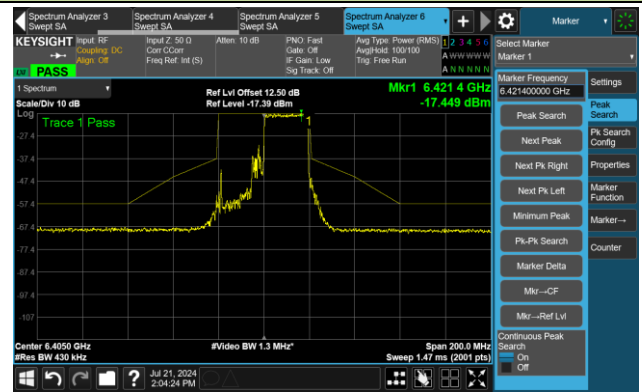 Spectrum Analyzer 3
Swept SA
Spectrum Analyzer 4
Swept SA
Spectrum Analyzer 5
Swept SA
Spectrum Analyzer 6
Swept SA
Marker
KEYSIGHT
Input: RF
Coupling: DC
Align: Off
Input Z: 50 Ω
Corr CCorr
Freq Ref: Int (S)
Atten: 10 dB
PNO: Fast
Gate: Off
IF Gain: Low
Sig Track: Off
Avg Type: Power (RMS)
Avg|Hold: 100/100
Trig: Free Run
1 2 3 4 5 6
A W W W W W
A N N N N N
LXI
PASS
Select Marker
Marker 1
1 Spectrum
Scale/Div 10 dB
Ref Lvl Offset 12.50 dB
Ref Level -17.39 dBm
Mkr1 6.421 4 GHz
-17.449 dBm
Log
Trace 1 Pass
1
-27.4
-37.4
-47.4
-57.4
-67.4
-77.4
-87.4
-97.4
-107
Center 6.4050 GHz
#Res BW 430 kHz
#Video BW 1.3 MHz*
Span 200.0 MHz
Sweep 1.47 ms (2001 pts)
Marker Frequency
6.421400000 GHz
Peak Search
Next Peak
Next Pk Right
Next Pk Left
Minimum Peak
Pk-Pk Search
Marker Delta
Mkr→CF
Mkr→Ref Lvl
Continuous Peak
Search
On
Off
Settings
Peak
Search
Pk Search
Config
Properties
Marker
Function
Marker→
Counter
?
Jul 21, 2024
2:04:24 PM